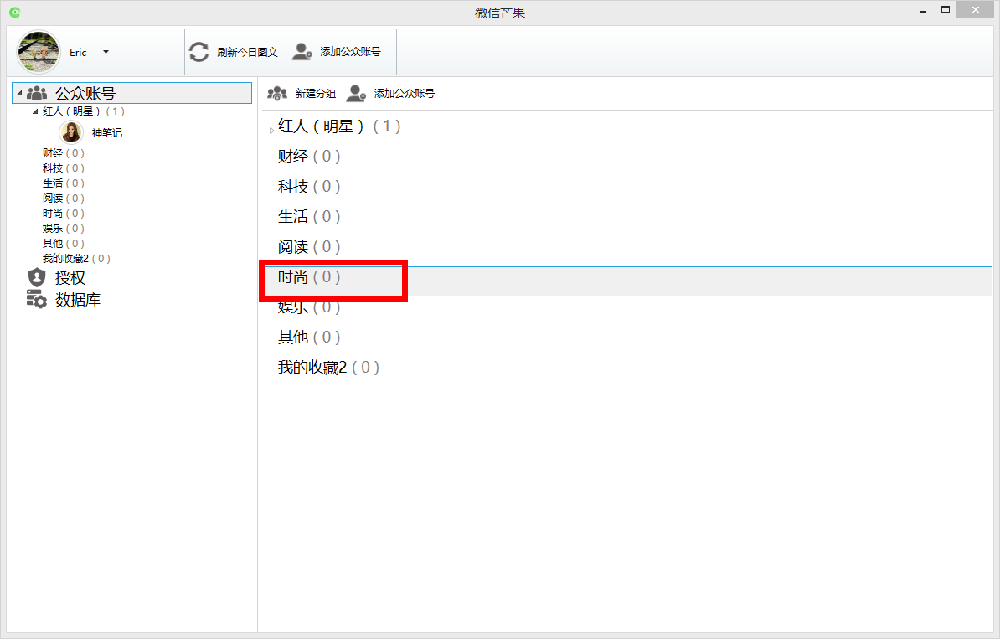 微信芒果
Eric
刷新今日图文
添加公众账号
公众账号
红人（明星）（1）
神笔记
财经（0）
科技（0）
生活（0）
阅读（0）
时尚（0）
娱乐（0）
其他（0）
我的收藏2（0）
授权
数据库
新建分组
添加公众账号
红人（明星）（1）
财经（0）
科技（0）
生活（0）
阅读（0）
时尚（0）
娱乐（0）
其他（0）
我的收藏2（0）